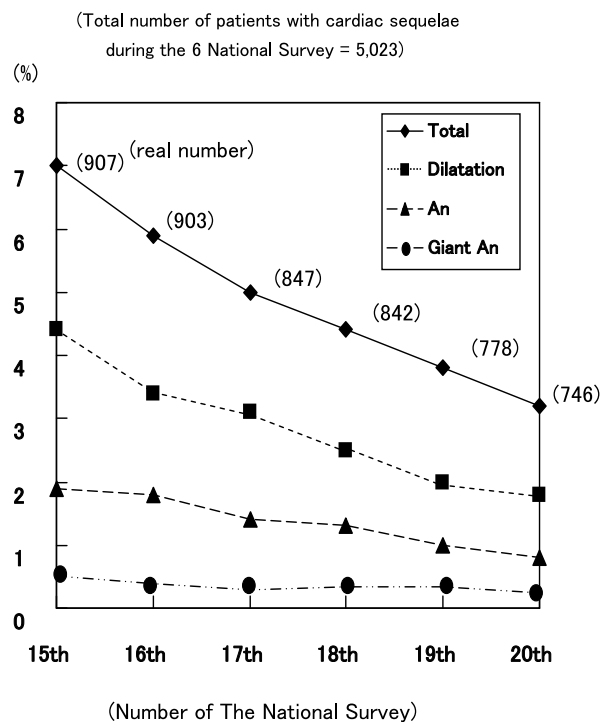 (Total number of patients with cardiac sequelae
during the 6 National Survey = 5,023)
(%)
8
7
6
5
4
3
2
1
0
(907) (real number)
(903)
(847)
(842)
(778)
(746)
Total
Dilatation
An
Giant An
15th 16th 17th 18th 19th 20th
(Number of The National Survey)